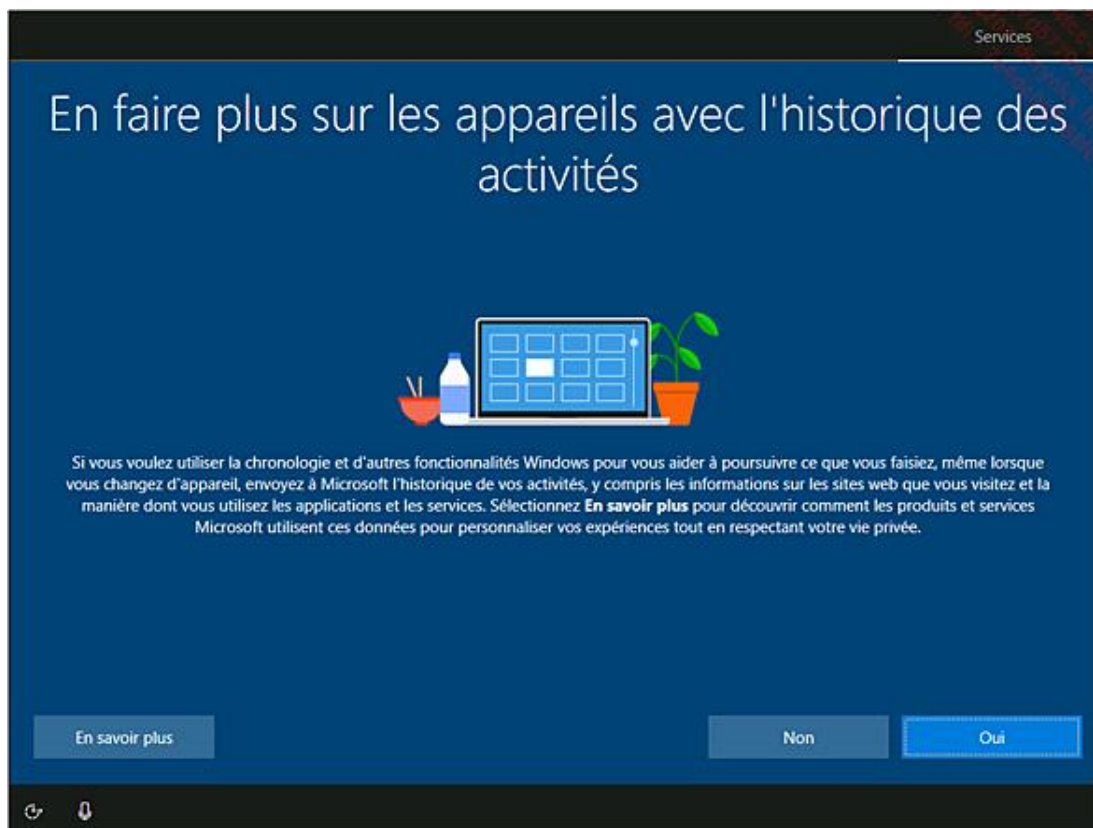 Services
En faire plus sur les appareils avec l'historique des
activités
Si vous voulez utiliser la chronologie et d'autres fonctionnalités Windows pour vous aider à poursuivre ce que vous faisiez, même lorsque
vous changez d'appareil, envoyez à Microsoft l'historique de vos activités, y compris les informations sur les sites web que vous visitez et la
manière dont vous utilisez les applications et les services. Sélectionnez En savoir plus pour découvrir comment les produits et services
Microsoft utilisent ces données pour personnaliser vos expériences tout en respectant votre vie privée.
En savoir plus
Non
Oui